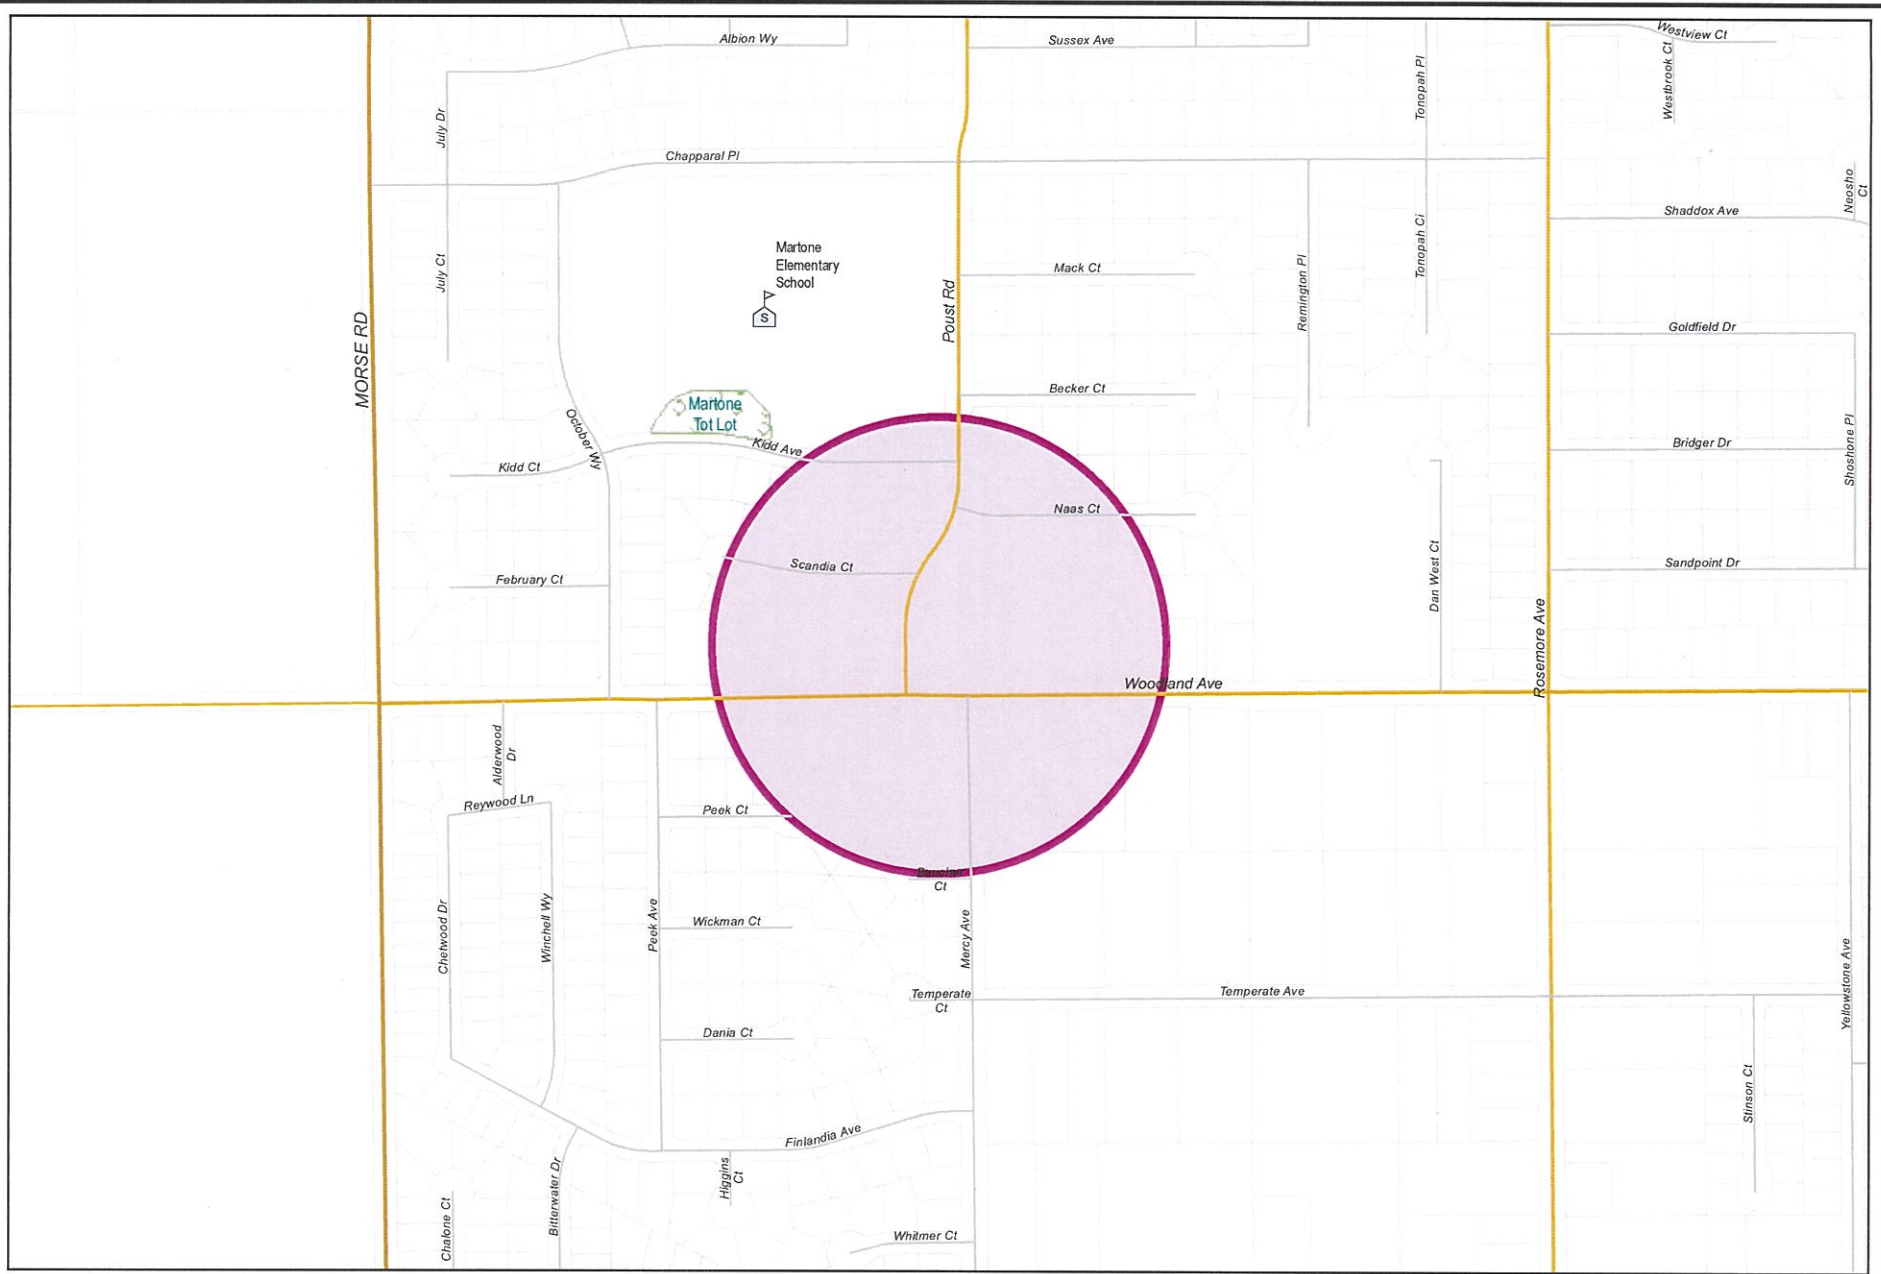 Albion Wy
Sussex Ave
Westview Ct
Westbrook Ct
Tonopah Pl
July Dr
Chapparal Pl
Neosho
Ct
Shaddox Ave
Martone
Elementary
School
S
July Ct
Mack Ct
Tonopah Ci
Remington Pl
Poust Rd
MORSE RD
Goldfield Dr
Becker Ct
Martone
Tot Lot
October Wy
Kidd Ave
Kidd Ct
Bridger Dr
Shoshone Pl
Naas Ct
Scandia Ct
February Ct
Dan West Ct
Sandpoint Dr
Rosemore Ave
Woodland Ave
Alderwood
Dr
Reywood Ln
Peek Ct
Ct
Chetwood Dr
Winchell Wy
Peek Ave
Wickman Ct
Mercy Ave
Temperate
Ct
Temperate Ave
Yellowstone Ave
Dania Ct
Stinson Ct
Finlandia Ave
Higgins
Ct
Bitterwater Dr
Chalone Ct
Whitmer Ct